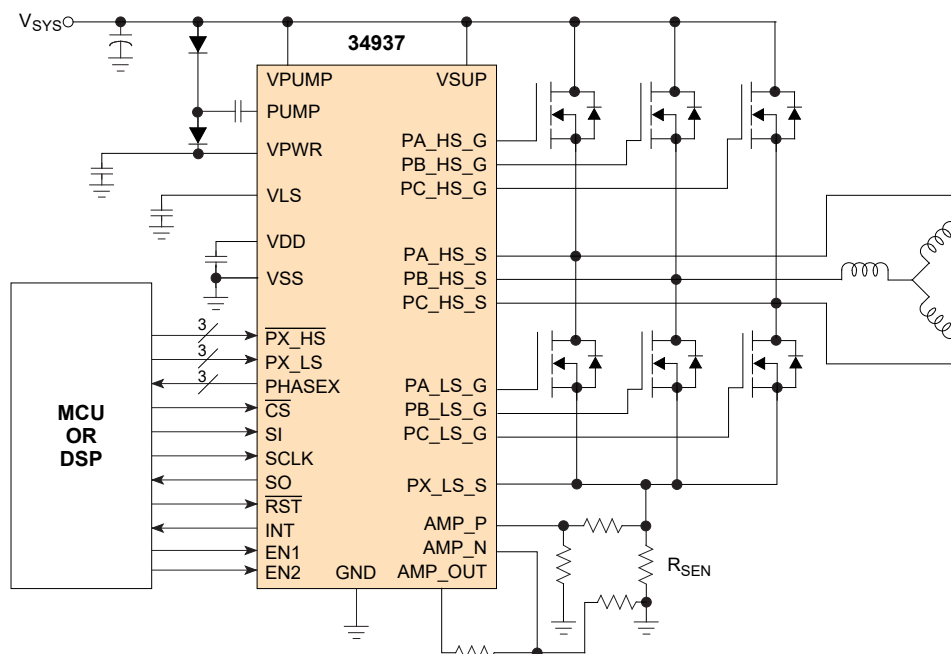 VSYS
34937
VPUMP
VSUP
PUMP
VPWR
VLS
VDD
VSS
PA_HS_G
PB_HS_G
PC_HS_G
PA_HS_S
PB_HS_S
PC_HS_S
MCU
OR
DSP
3
PX_HS
3
PX_LS
3
PHASEX
CS
SI
SCLK
SO
RST
INT
EN1
EN2
GND
PA_LS_G
PB_LS_G
PC_LS_G
PX_LS_S
AMP_P
AMP_N
AMP_OUT
RSEN